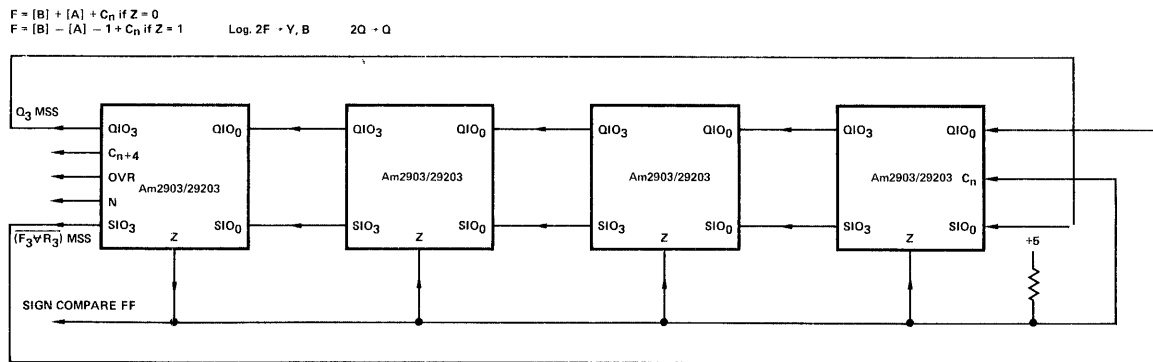 F = [B] + [A] + Cn if Z = 0
F = [B] − [A] − 1 + Cn if Z = 1 Log. 2F → Y, B 2Q → Q
Q3 MSS
QIO3 QIO0 QIO3 QIO0 QIO3 QIO0 QIO3 QIO0
Cn+4
Am2903/29203 Am2903/29203 Am2903/29203 Am2903/29203 Cn
OVR
N
SIO3 SIO0 SIO3 SIO0 SIO3 SIO0 SIO3 SIO0
(F3∀R3) MSS
Z Z Z Z
+5
SIGN COMPARE FF